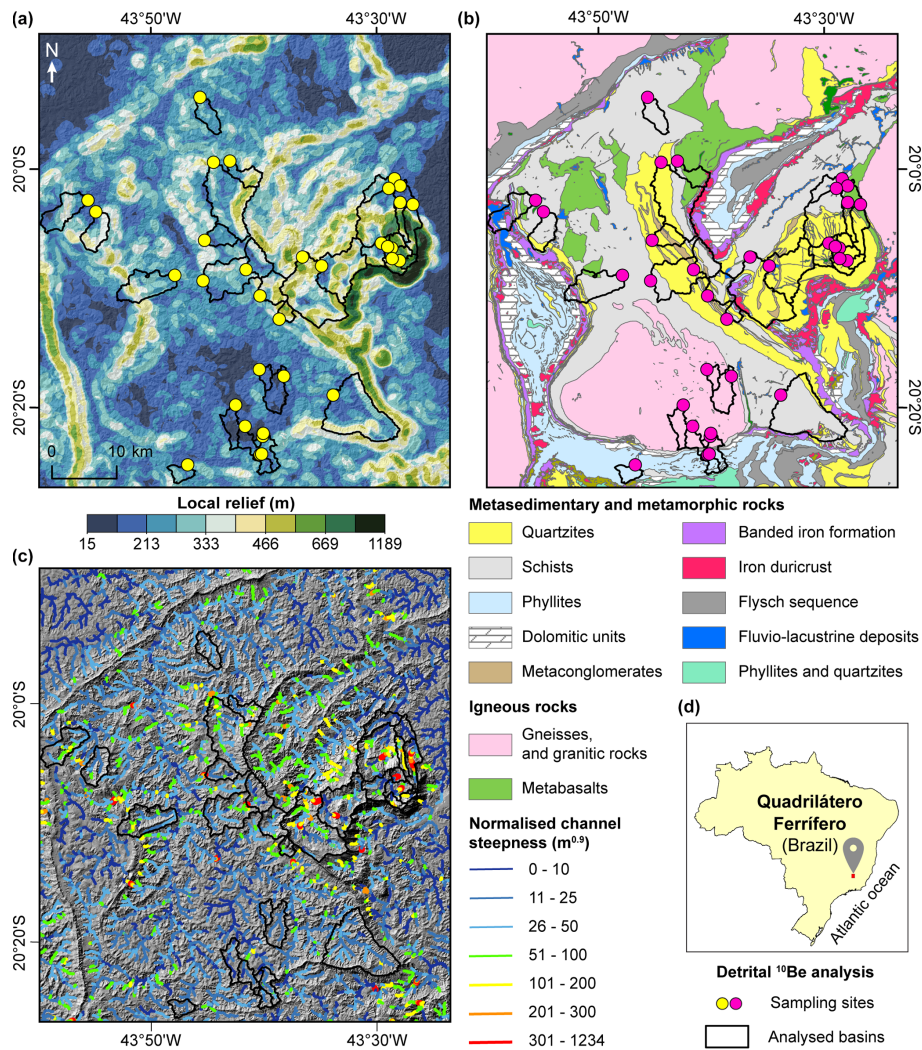 (a)
43°50'W
43°30'W
(b)
43°50'W
43°30'W
N
20°0'S
20°0'S
20°20'S
20°20'S
0 10 km
Local relief (m)
15 213 333 466 669 1189
Metasedimentary and metamorphic rocks
Quartzites
Schists
Phyllites
Dolomitic units
Metaconglomerates
Banded iron formation
Iron duricrust
Flysch sequence
Fluvio-lacustrine deposits
Phyllites and quartzites
Igneous rocks
Gneisses,
and granitic rocks
Metabasalts
Normalised channel
steepness (m⁰·⁹)
0 - 10
11 - 25
26 - 50
51 - 100
101 - 200
201 - 300
301 - 1234
(c)
20°0'S
20°20'S
43°50'W
43°30'W
(d)
Quadrilátero
Ferrífero
(Brazil)
Atlantic ocean
Detrital ¹⁰Be analysis
Sampling sites
Analysed basins